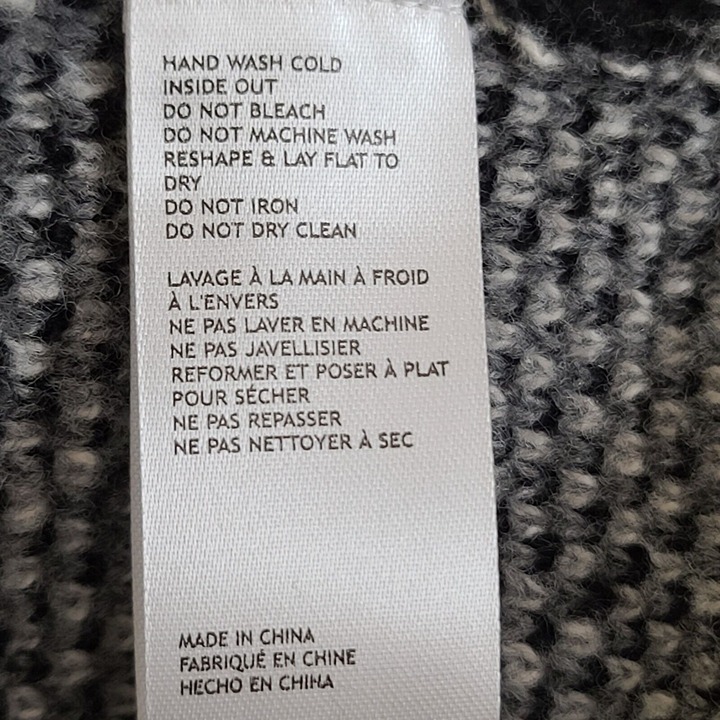 HAND WASH COLD
INSIDE OUT
DO NOT BLEACH
DO NOT MACHINE WASH
RESHAPE & LAY FLAT TO
DRY
DO NOT IRON
DO NOT DRY CLEAN
LAVAGE À LA MAIN À FROID
À L'ENVERS
NE PAS LAVER EN MACHINE
NE PAS JAVELLISIER
REFORMER ET POSER À PLAT
POUR SÉCHER
NE PAS REPASSER
NE PAS NETTOYER À SEC
MADE IN CHINA
FABRIQUÉ EN CHINE
HECHO EN CHINA